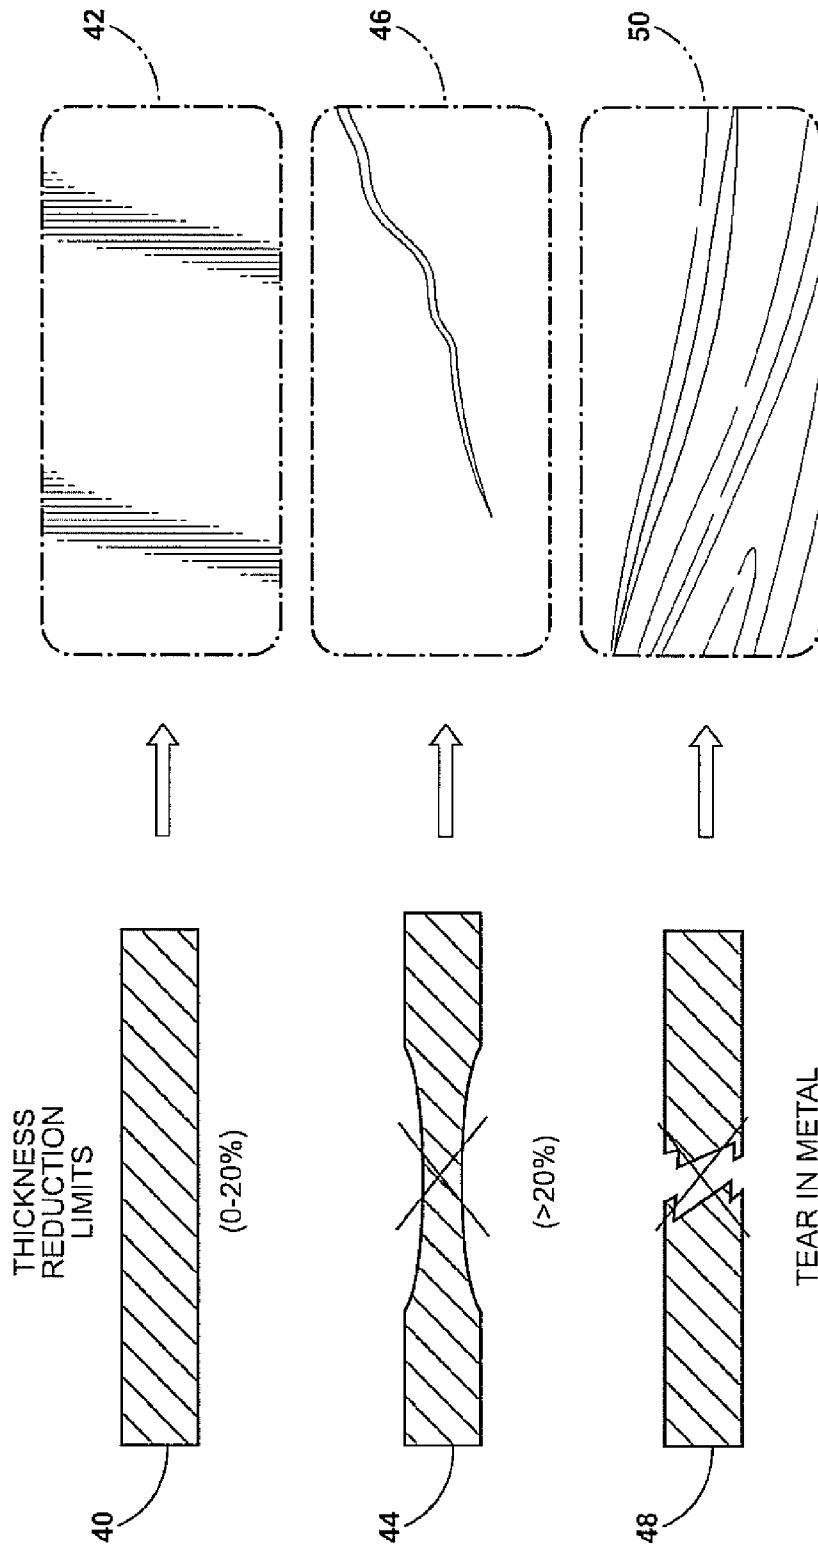 THICKNESS
REDUCTION
LIMITS
40
(0-20%)
42
44
(>20%)
46
48
TEAR IN METAL
50